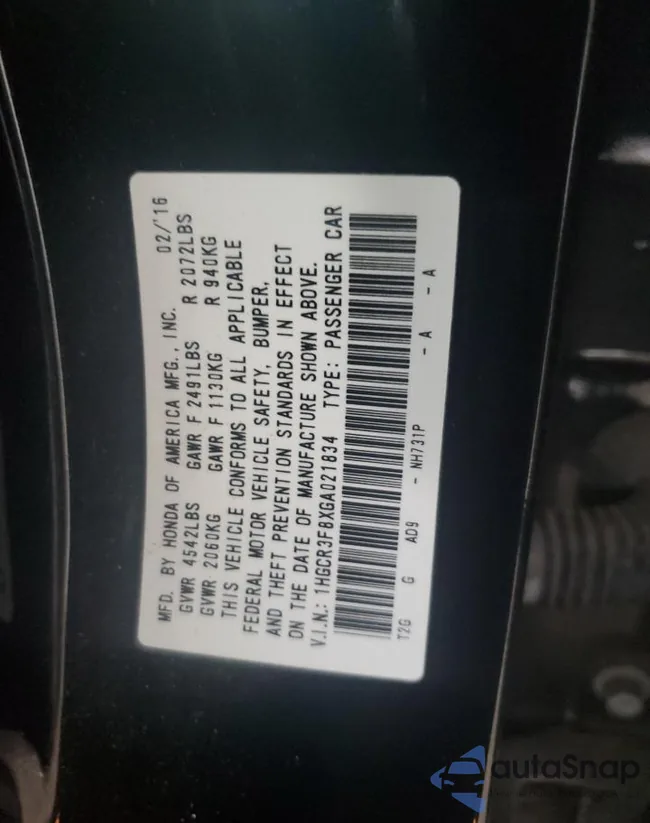 MFD. BY HONDA OF AMERICA MFG., INC. 02/'16
GVWR 4542LBS GAWR F 2491LBS R 2072LBS
GVWR 2060KG GAWR F 1130KG R 940KG
THIS VEHICLE CONFORMS TO ALL APPLICABLE
FEDERAL MOTOR VEHICLE SAFETY, BUMPER,
AND THEFT PREVENTION STANDARDS IN EFFECT
ON THE DATE OF MANUFACTURE SHOWN ABOVE.
V.I.N.: 1HGCR3F8XGA021834 TYPE: PASSENGER CAR
T2G G AD9 - NH731P - A - A
autaSnap